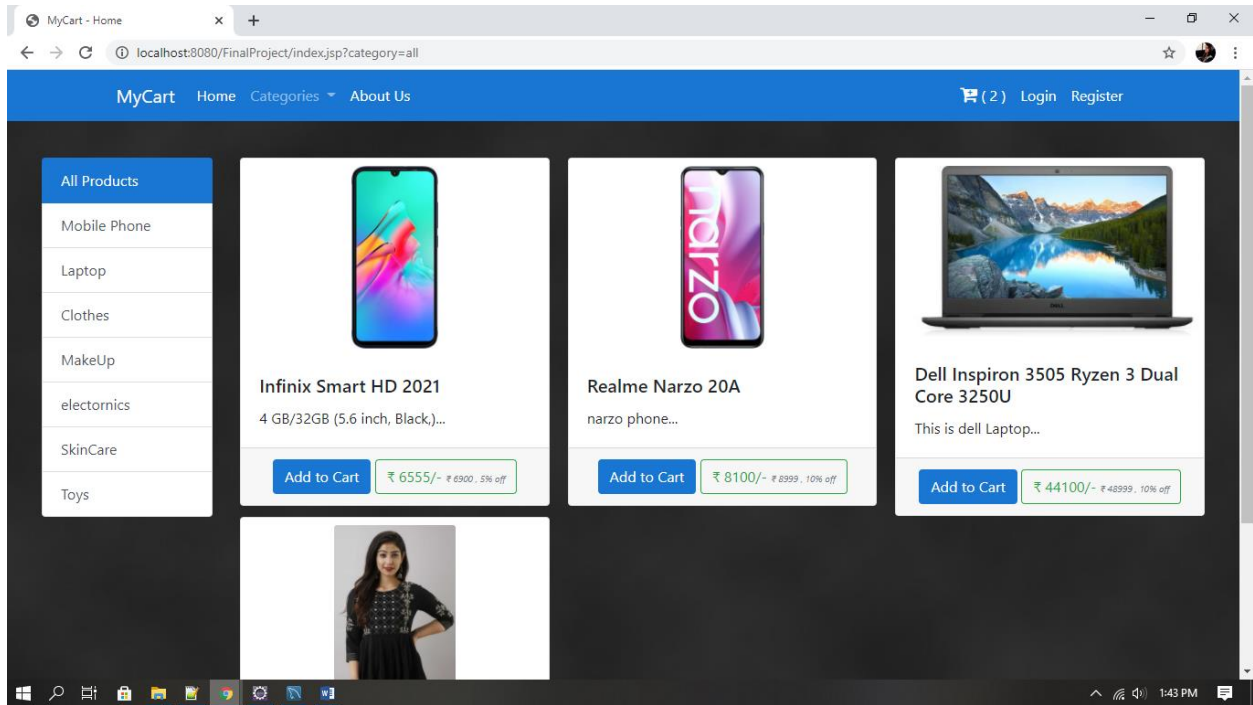 MyCart - Home
localhost:8080/FinalProject/index.jsp?category=all
MyCart Home Categories About Us (2) Login Register
All Products
Mobile Phone
Laptop
Clothes
MakeUp
electornics
SkinCare
Toys
narzo
Infinix Smart HD 2021
4 GB/32GB (5.6 inch, Black,)...
Add to Cart ₹ 6555/- ₹ 6900 , 5% off
Realme Narzo 20A
narzo phone...
Add to Cart ₹ 8100/- ₹ 8999 , 10% off
DELL
Dell Inspiron 3505 Ryzen 3 Dual
Core 3250U
This is dell Laptop...
Add to Cart ₹ 44100/- ₹ 48999 , 10% off
1:43 PM